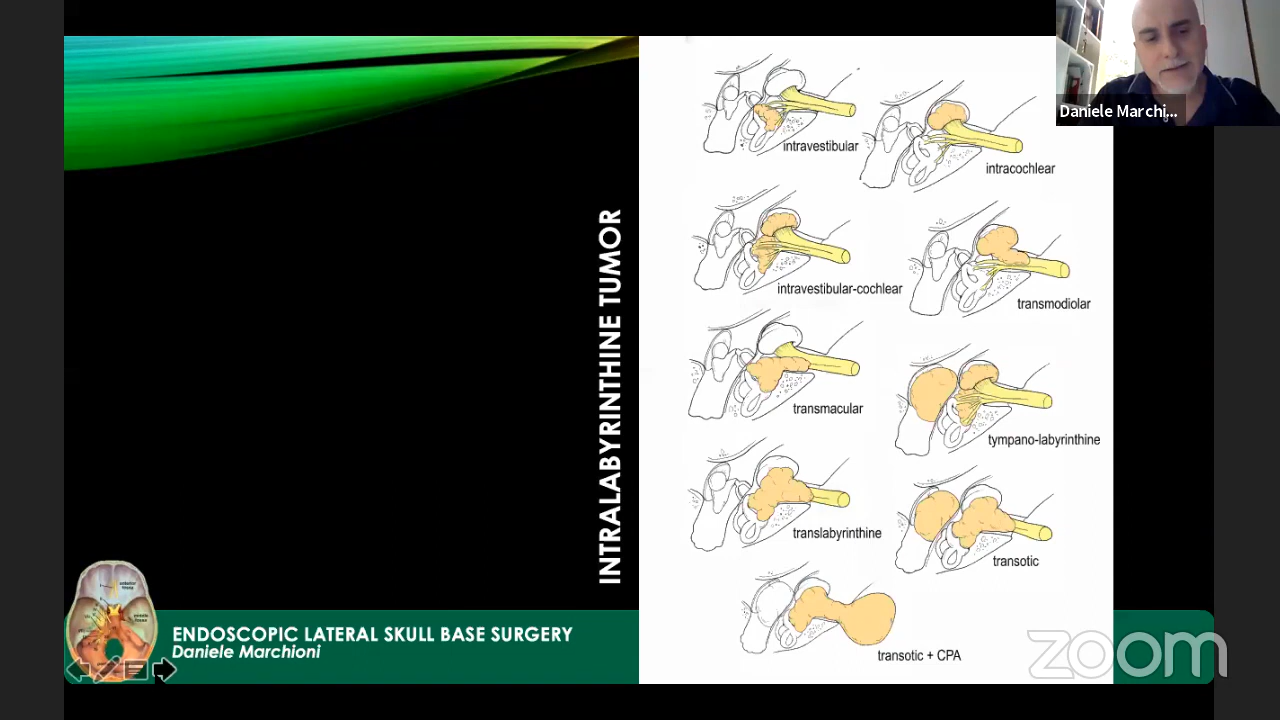 Daniele Marchi...
INTRALABYRINTHINE TUMOR
intravestibular
intracochlear
intravestibular-cochlear
transmodiolar
transmacular
tympano-labyrinthine
translabyrinthine
transotic
transotic + CPA
ENDOSCOPIC LATERAL SKULL BASE SURGERY
Daniele Marchioni
zoom